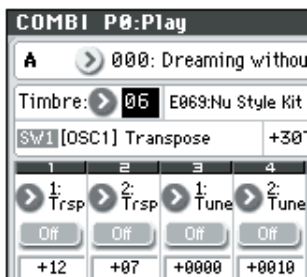 COMBI P0:Play
A 000: Dreaming withou
Timbre: 06 E069:Nu Style Kit
SW1 [OSC1] Transpose +307
1 2 3 4
1: Trsp 2: Trsp 1: Tune 2: Tune
Off Off Off Off
+12 +07 +0000 +0010